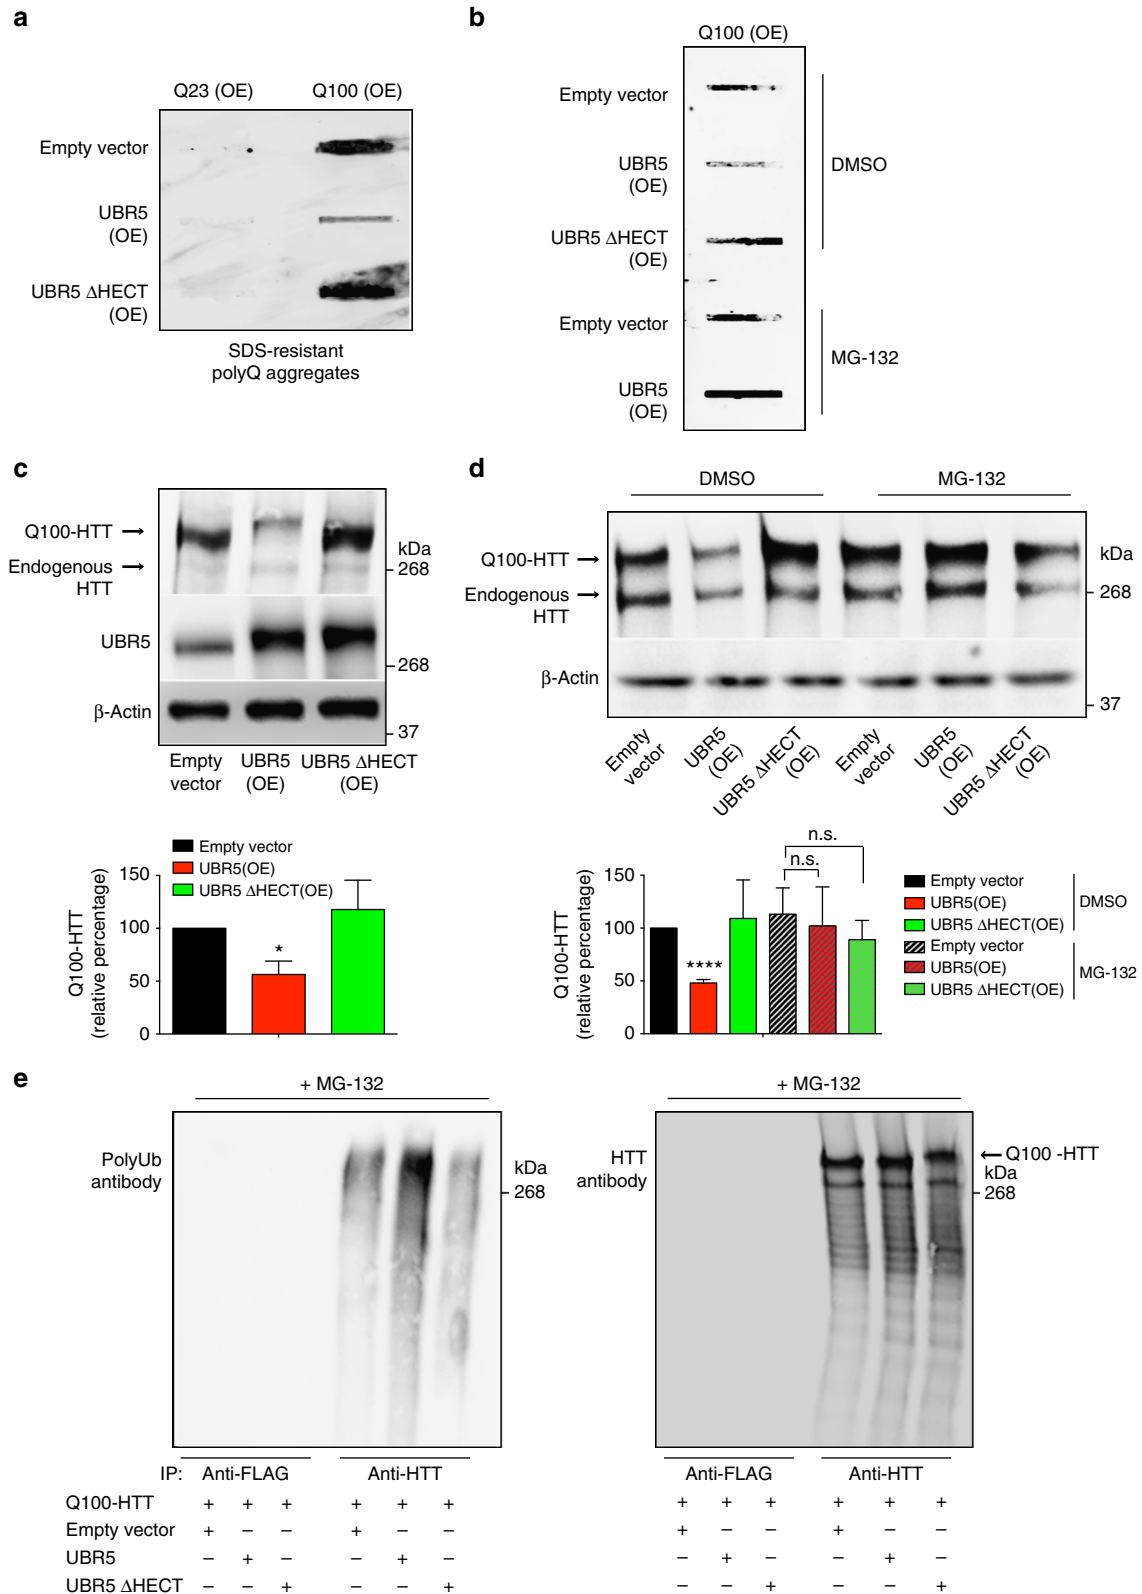 a
Q23 (OE) Q100 (OE)
Empty vector
UBR5
(OE)
UBR5 ΔHECT
(OE)
SDS-resistant
polyQ aggregates
b
Q100 (OE)
Empty vector
UBR5
(OE)
UBR5 ΔHECT
(OE)
DMSO
Empty vector
UBR5
(OE)
MG-132
c
Q100-HTT →
Endogenous →
HTT
kDa
268
UBR5
268
β-Actin
37
Empty
vector
UBR5
(OE)
UBR5 ΔHECT
(OE)
Empty vector
UBR5(OE)
UBR5 ΔHECT(OE)
Q100-HTT
(relative percentage)
150
100
50
0
*
d
DMSO MG-132
Q100-HTT →
Endogenous →
HTT
kDa
268
β-Actin
37
Empty
vector
UBR5
(OE)
UBR5 ΔHECT
(OE)
Empty
vector
UBR5
(OE)
UBR5 ΔHECT
(OE)
Q100-HTT
(relative percentage)
150
100
50
0
****
n.s.
n.s.
Empty vector
UBR5(OE)
UBR5 ΔHECT(OE)
DMSO
Empty vector
UBR5(OE)
UBR5 ΔHECT(OE)
MG-132
e
+ MG-132
PolyUb
antibody
kDa
268
IP: Anti-FLAG Anti-HTT
Q100-HTT + + + + + +
Empty vector + − − + − −
UBR5 − + − − + −
UBR5 ΔHECT − − + − − +
+ MG-132
HTT
antibody
← Q100 -HTT
kDa
268
Anti-FLAG Anti-HTT
+ + + + + +
+ − − + − −
− + − − + −
− − + − − +